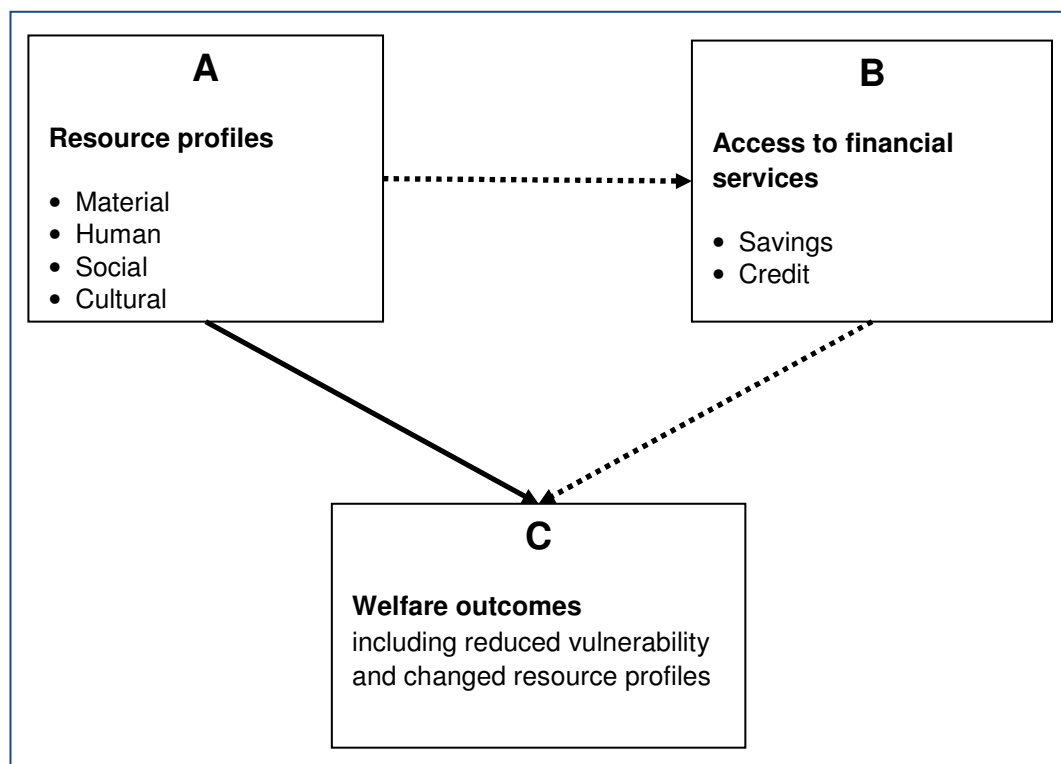 A
Resource profiles
• Material
• Human
• Social
• Cultural
B
Access to financial
services
• Savings
• Credit
C
Welfare outcomes
including reduced vulnerability
and changed resource profiles